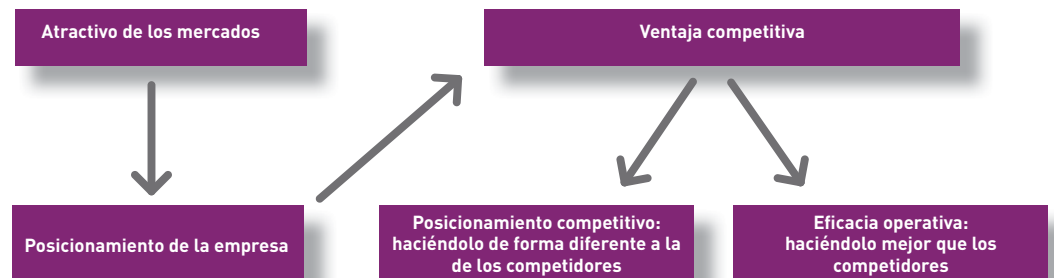 Atractivo de los mercados
Ventaja competitiva
Posicionamiento de la empresa
Posicionamiento competitivo:
haciéndolo de forma diferente a la
de los competidores
Eficacia operativa:
haciéndolo mejor que los
competidores